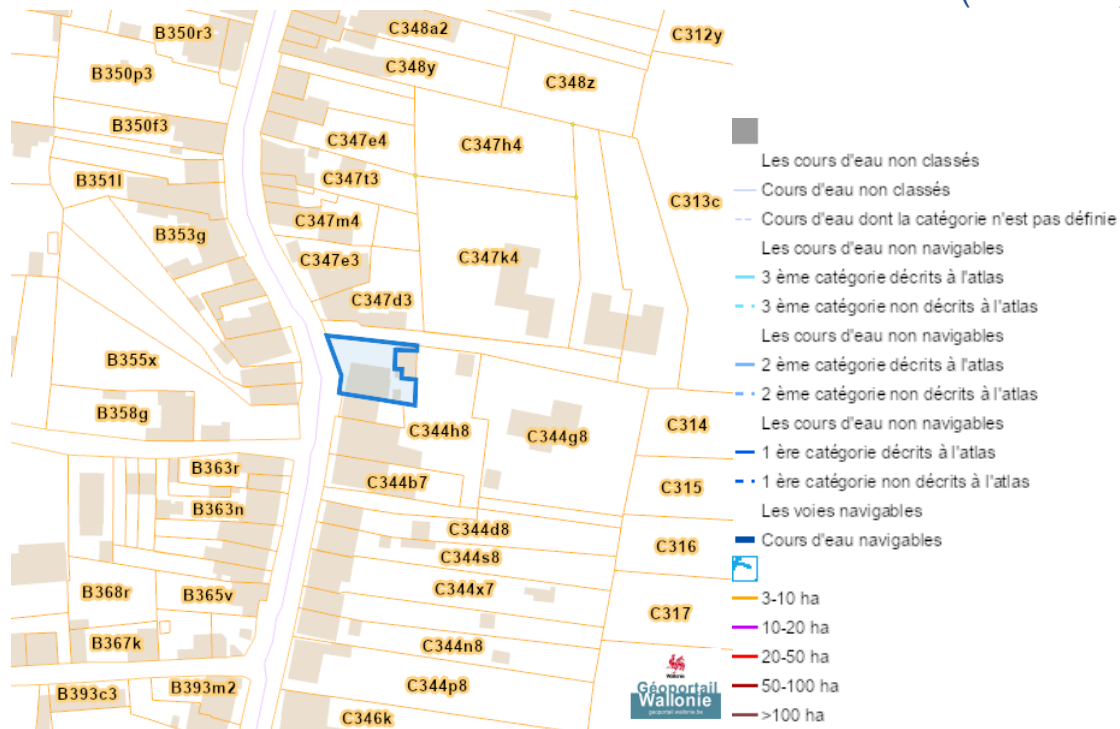 (
B350r3
C348a2
C312y
B350p3
C348y
C348z
B350f3
C347e4
C347h4
B351l
C347t3
C313c
C347m4
B353g
C347e3
C347k4
C347d3
B355x
B358g
C344h8
C344g8
C314
B363r
C344b7
C315
B363n
C344d8
C344s8
C316
B368r
B365v
C344x7
C317
B367k
C344n8
B393c3
B393m2
C344p8
C346k
Wallonie
Géoportail
Wallonie
geoportail.wallonie.be
Les cours d'eau non classés
Cours d'eau non classés
Cours d'eau dont la catégorie n'est pas définie
Les cours d'eau non navigables
3 ème catégorie décrits à l'atlas
3 ème catégorie non décrits à l'atlas
Les cours d'eau non navigables
2 ème catégorie décrits à l'atlas
2 ème catégorie non décrits à l'atlas
Les cours d'eau non navigables
1 ère catégorie décrits à l'atlas
1 ère catégorie non décrits à l'atlas
Les voies navigables
Cours d'eau navigables
3-10 ha
10-20 ha
20-50 ha
50-100 ha
>100 ha